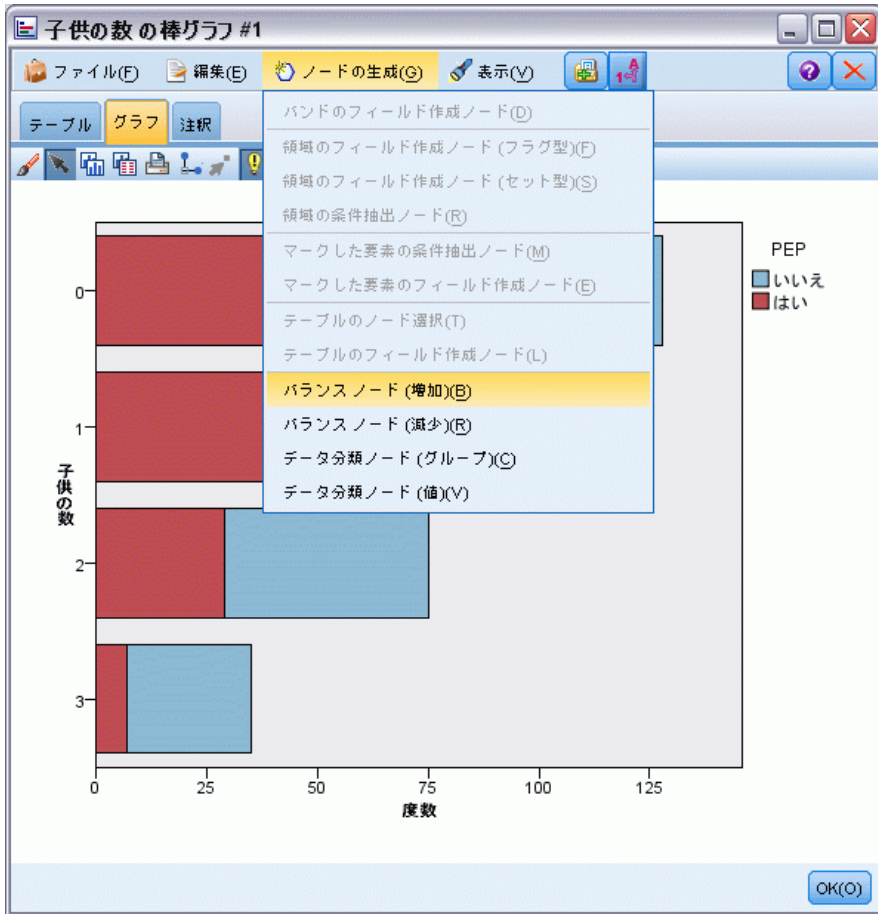 子供の数 の棒グラフ #1
ファイル(F) 編集(E) ノードの生成(G) 表示(V)
テーブル グラフ 注釈
バンドのフィールド作成ノード(D)
領域のフィールド作成ノード (フラグ型)(F)
領域のフィールド作成ノード (セット型)(S)
領域の条件抽出ノード(R)
マークした要素の条件抽出ノード(M)
マークした要素のフィールド作成ノード(E)
テーブルのノード選択(T)
テーブルのフィールド作成ノード(L)
バランス ノード (増加)(B)
バランス ノード (減少)(R)
データ分類ノード (グループ)(C)
データ分類ノード (値)(V)
PEP
いいえ
はい
子供の数
0
1
2
3
0 25 50 75 100 125
度数
OK(O)